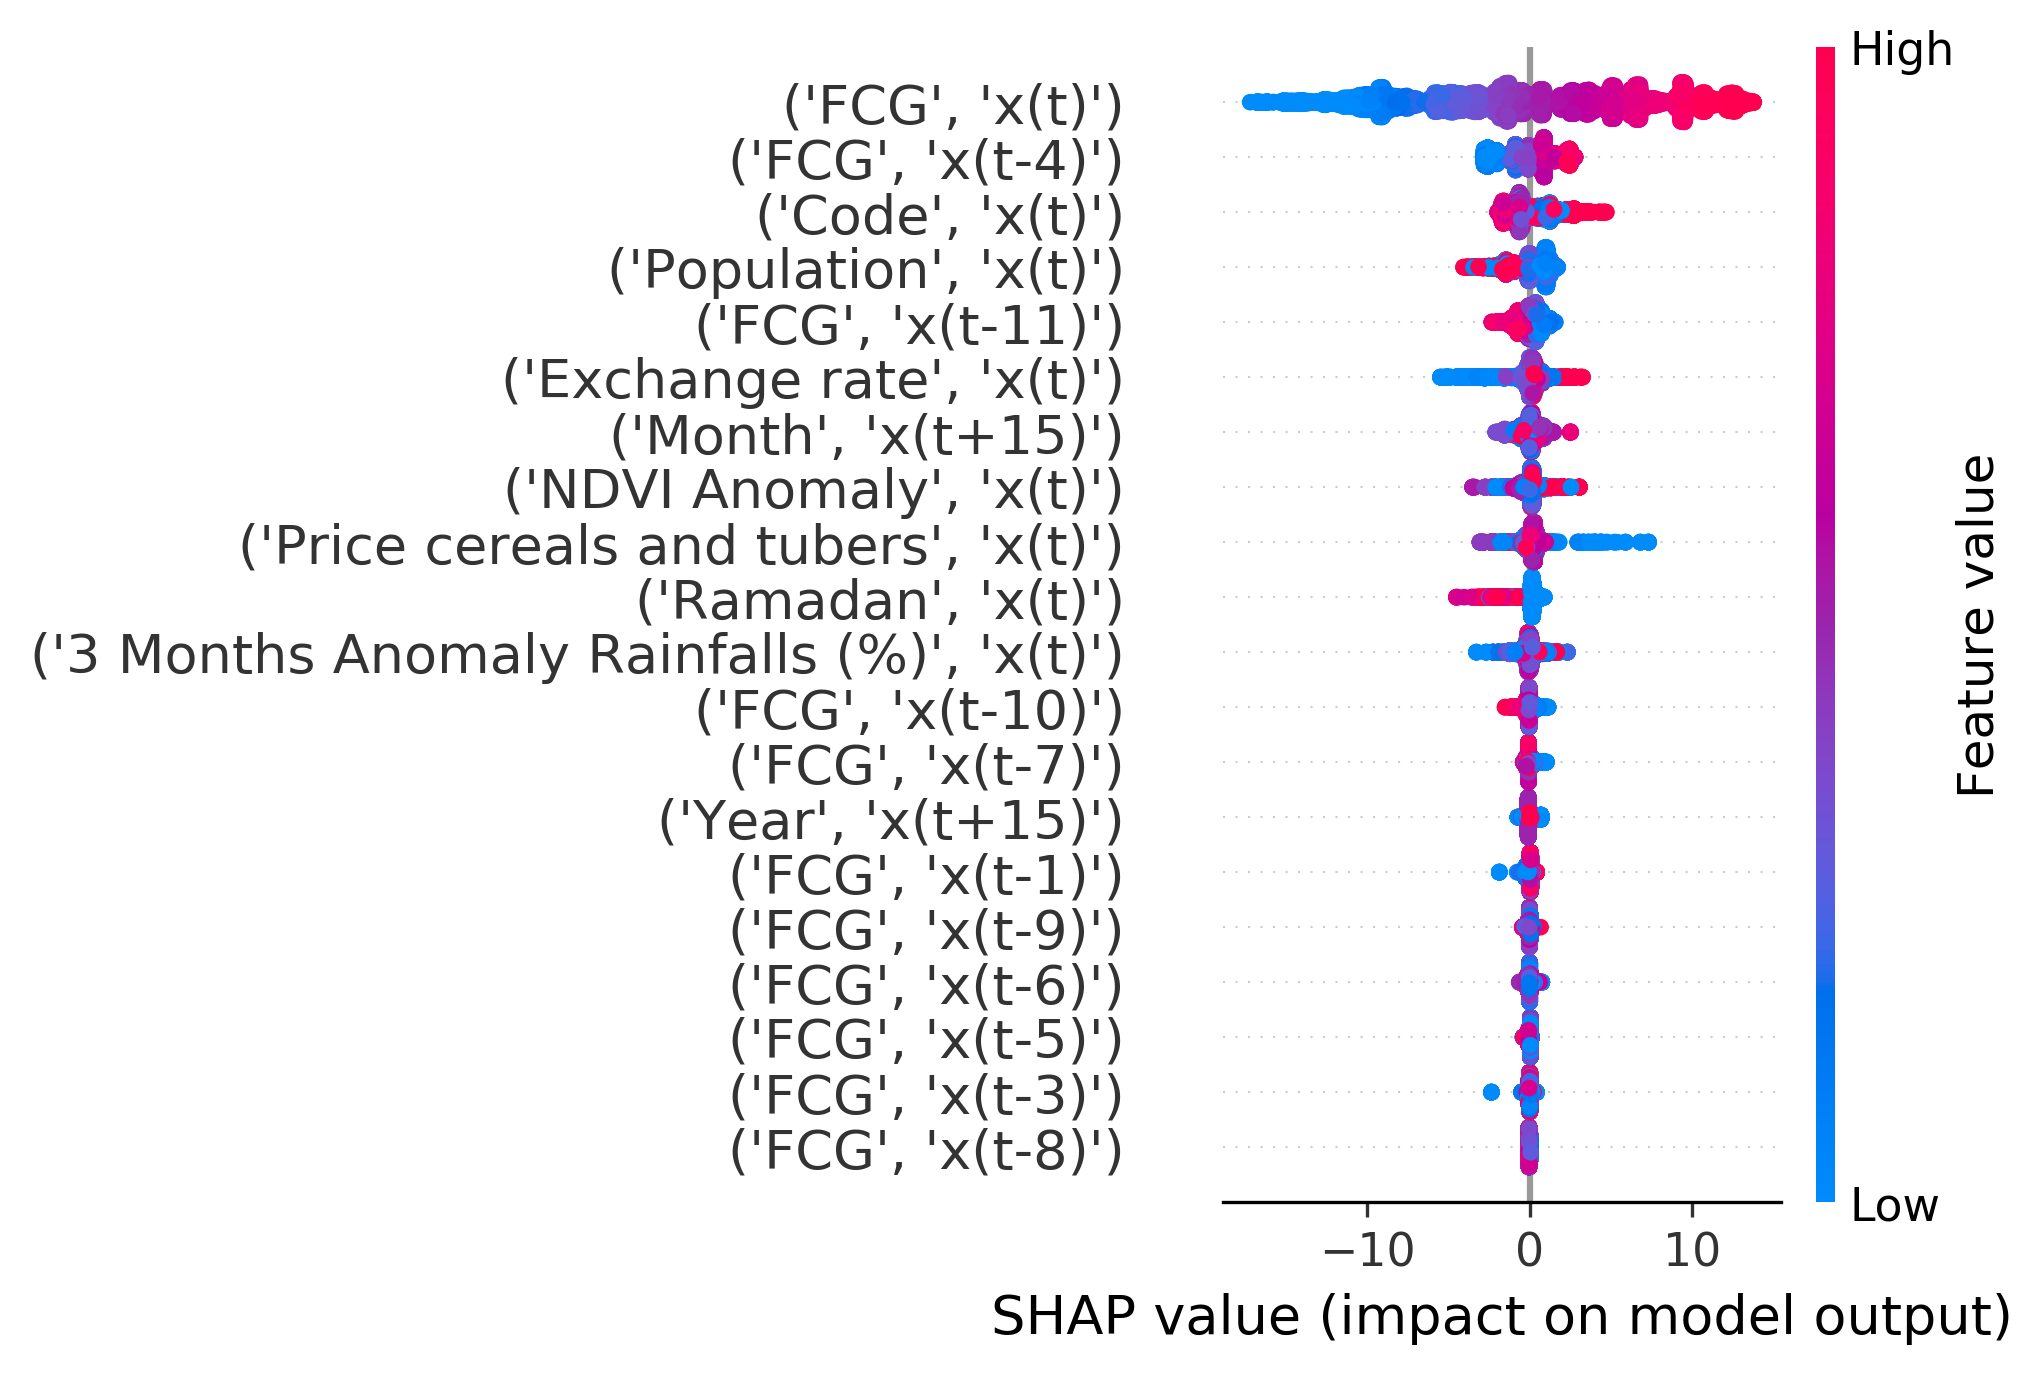 High
('FCG', 'x(t)')
('FCG', 'x(t-4)')
('Code', 'x(t)')
('Population', 'x(t)')
('FCG', 'x(t-11)')
('Exchange rate', 'x(t)')
('Month', 'x(t+15)')
('NDVI Anomaly', 'x(t)')
('Price cereals and tubers', 'x(t)')
('Ramadan', 'x(t)')
('3 Months Anomaly Rainfalls (%)', 'x(t)')
('FCG', 'x(t-10)')
('FCG', 'x(t-7)')
('Year', 'x(t+15)')
('FCG', 'x(t-1)')
('FCG', 'x(t-9)')
('FCG', 'x(t-6)')
('FCG', 'x(t-5)')
('FCG', 'x(t-3)')
('FCG', 'x(t-8)')
Feature value
Low
−10 0 10
SHAP value (impact on model output)